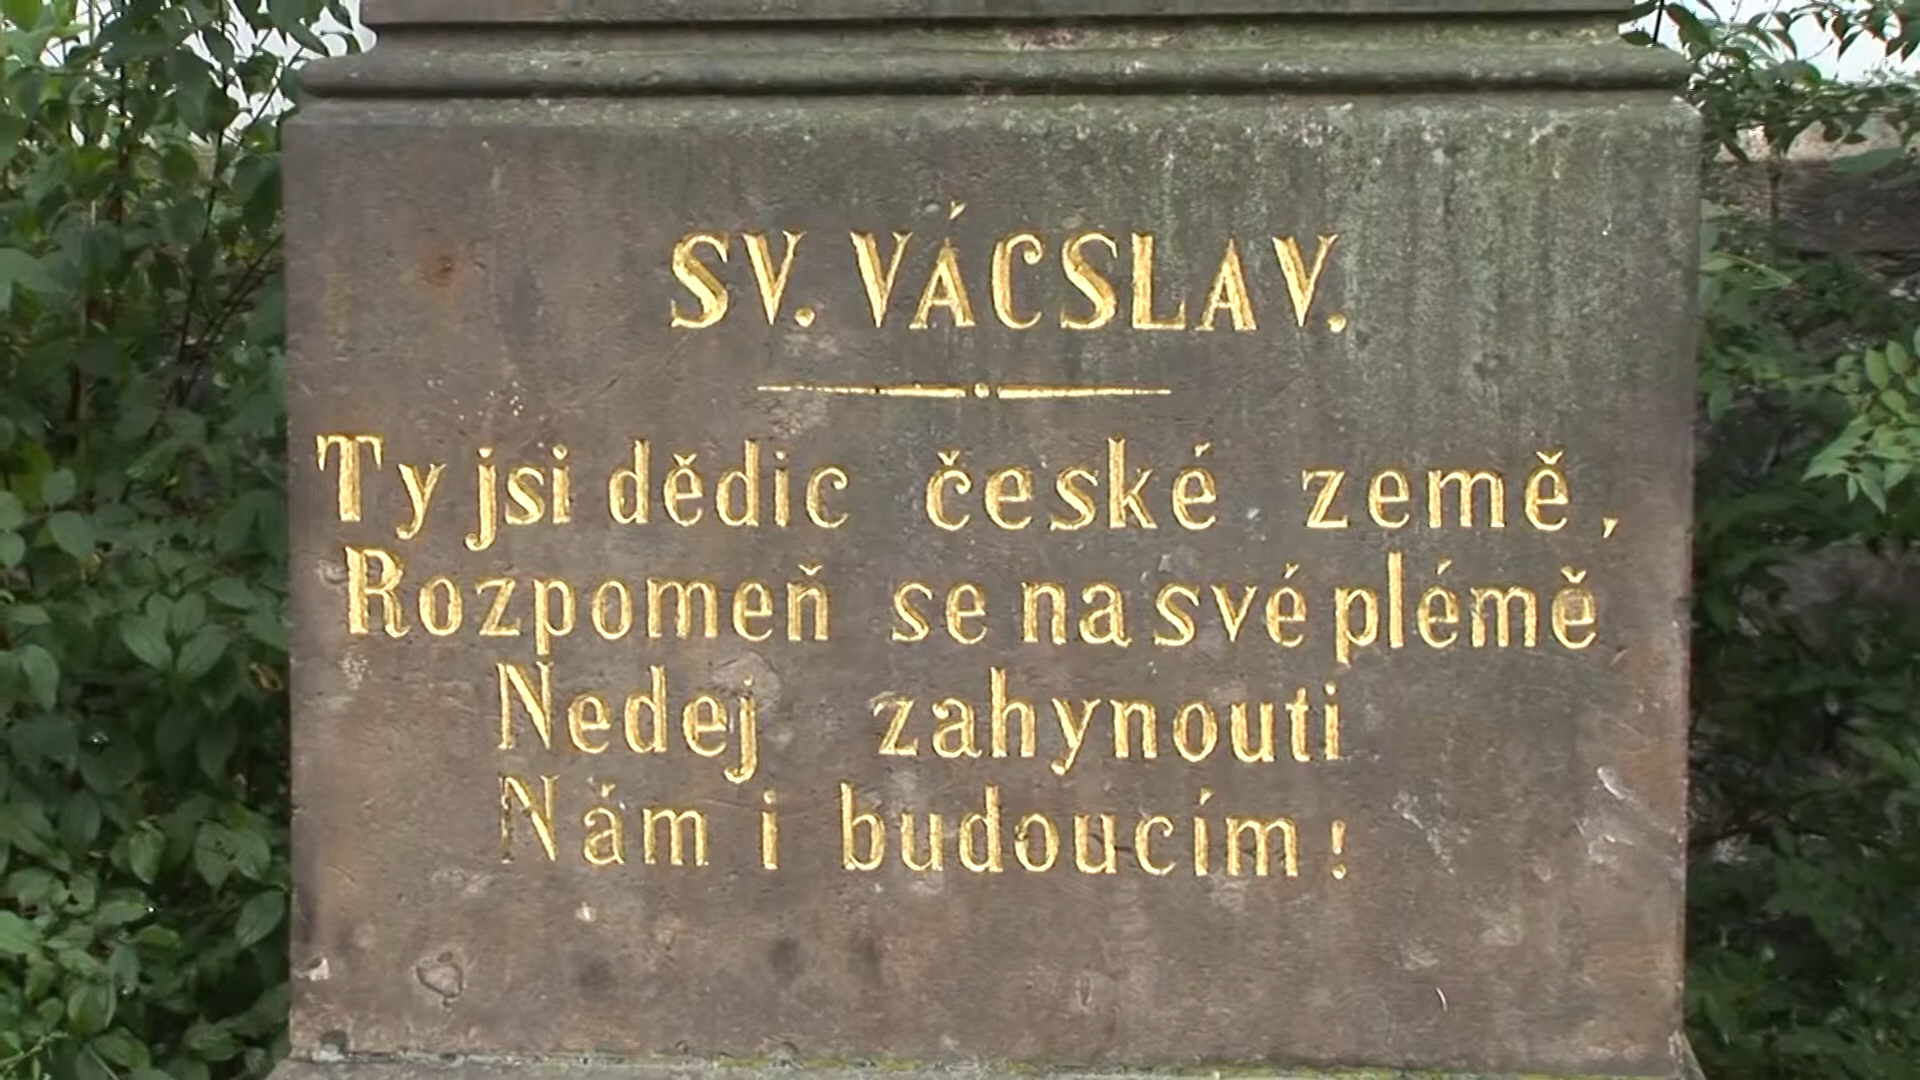 SV. VÁCSLAV.
Ty jsi dědic české země,
Rozpomeň se na své plémě
Nedej zahynouti
Nám i budoucím!